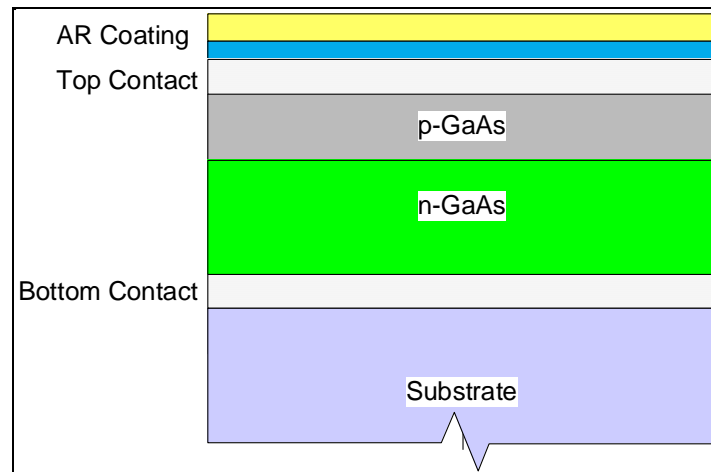 AR Coating
Top Contact
p-GaAs
n-GaAs
Bottom Contact
Substrate